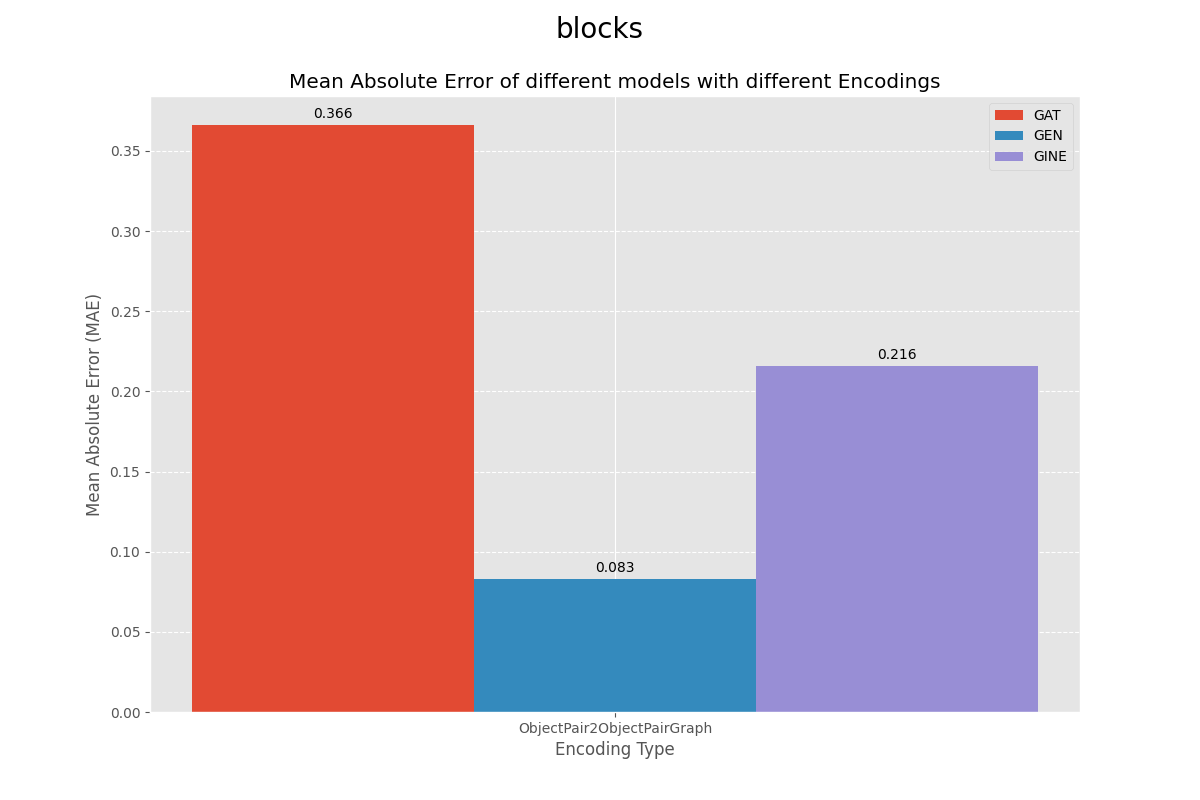 blocks
Mean Absolute Error of different models with different Encodings
0.366
GAT
GEN
GINE
0.35
0.30
0.25
0.216
0.20
0.15
0.10
0.083
0.05
0.00
Mean Absolute Error (MAE)
ObjectPair2ObjectPairGraph
Encoding Type